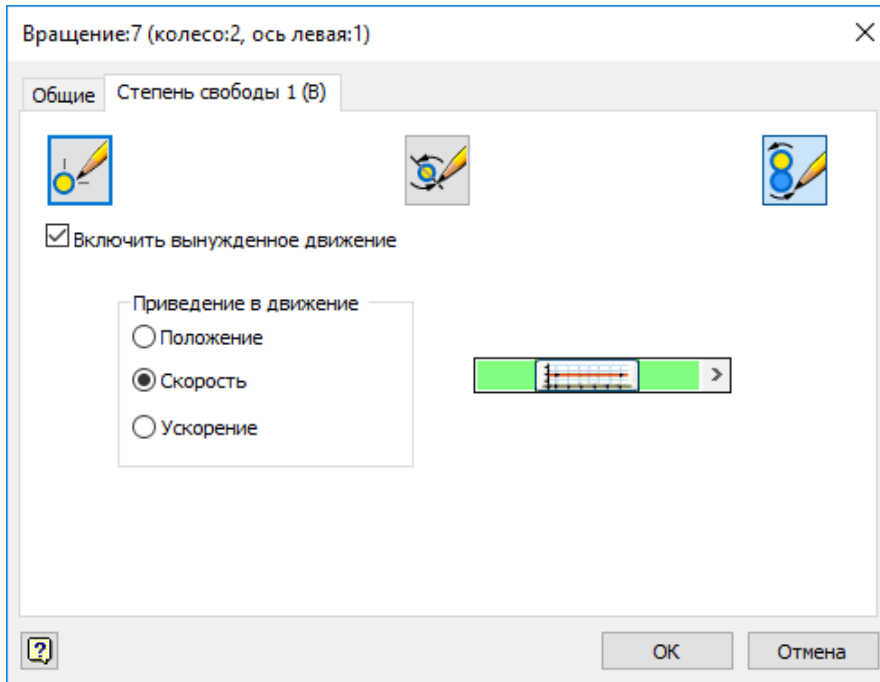 Вращение:7 (колесо:2, ось левая:1)
Общие
Степень свободы 1 (В)
Включить вынужденное движение
Приведение в движение
Положение
Скорость
Ускорение
ОК
Отмена